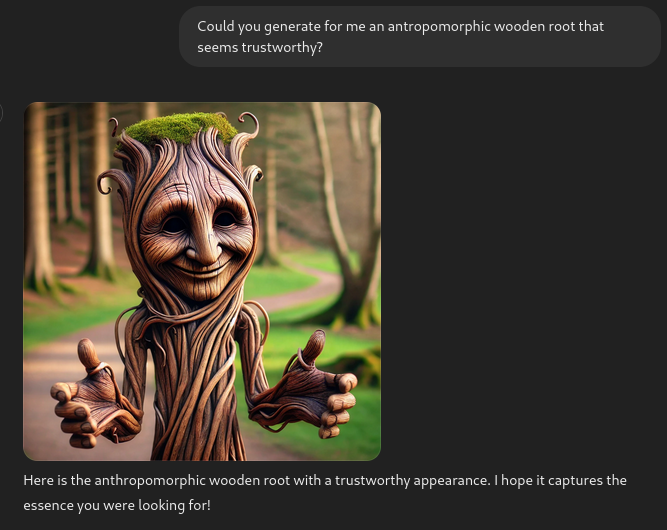 Could you generate for me an antropomorphic wooden root that
seems trustworthy?
Here is the anthropomorphic wooden root with a trustworthy appearance. I hope it captures the
essence you were looking for!